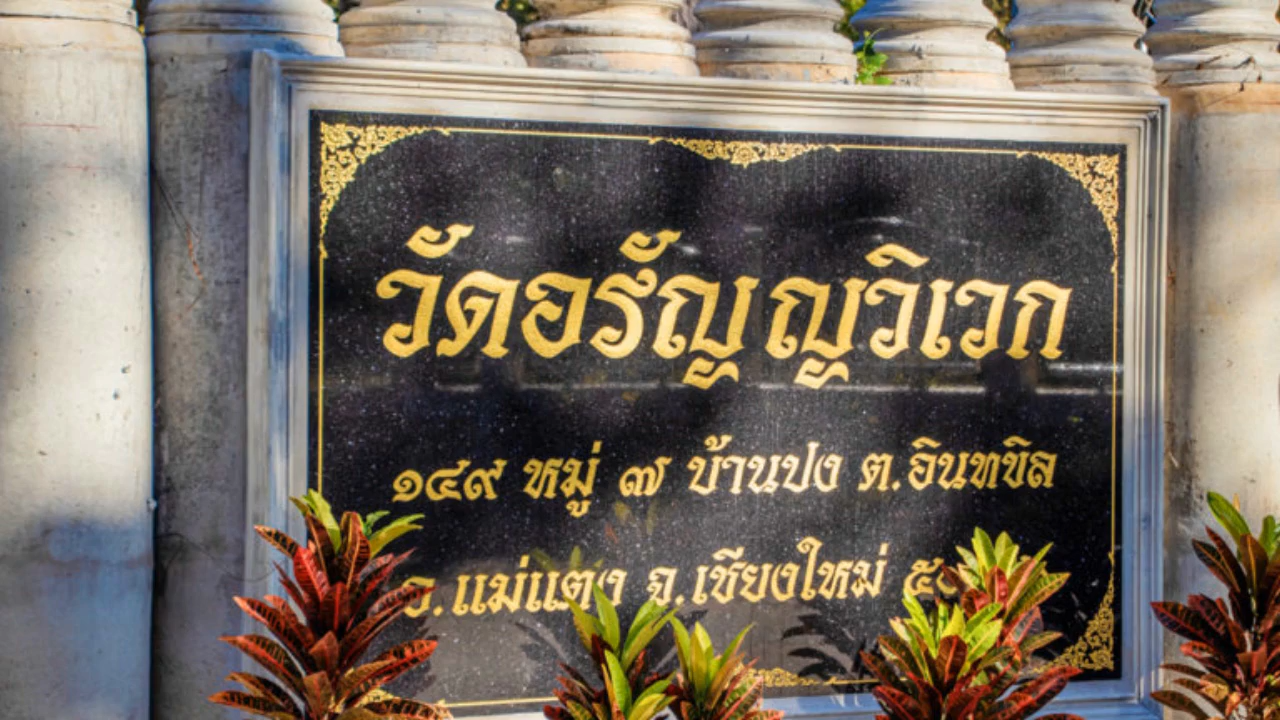 วัดอรัญญวิเวก
๑๔๙ หมู่ ๗ บ้านปง ต.อินทขิล
อ.แม่แตง จ.เชียงใหม่